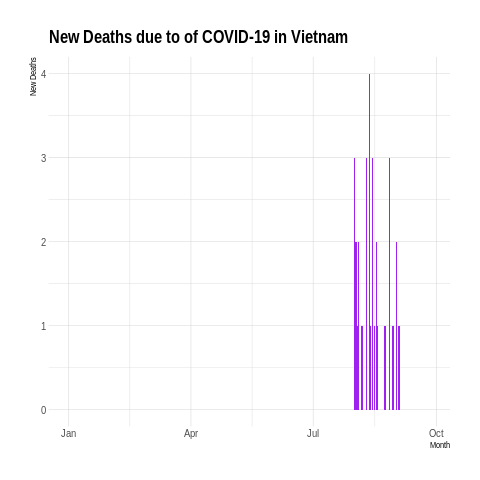 New Deaths due to of COVID-19 in Vietnam
New Deaths
4
3
2
1
0
Jan Apr Jul Oct
Month